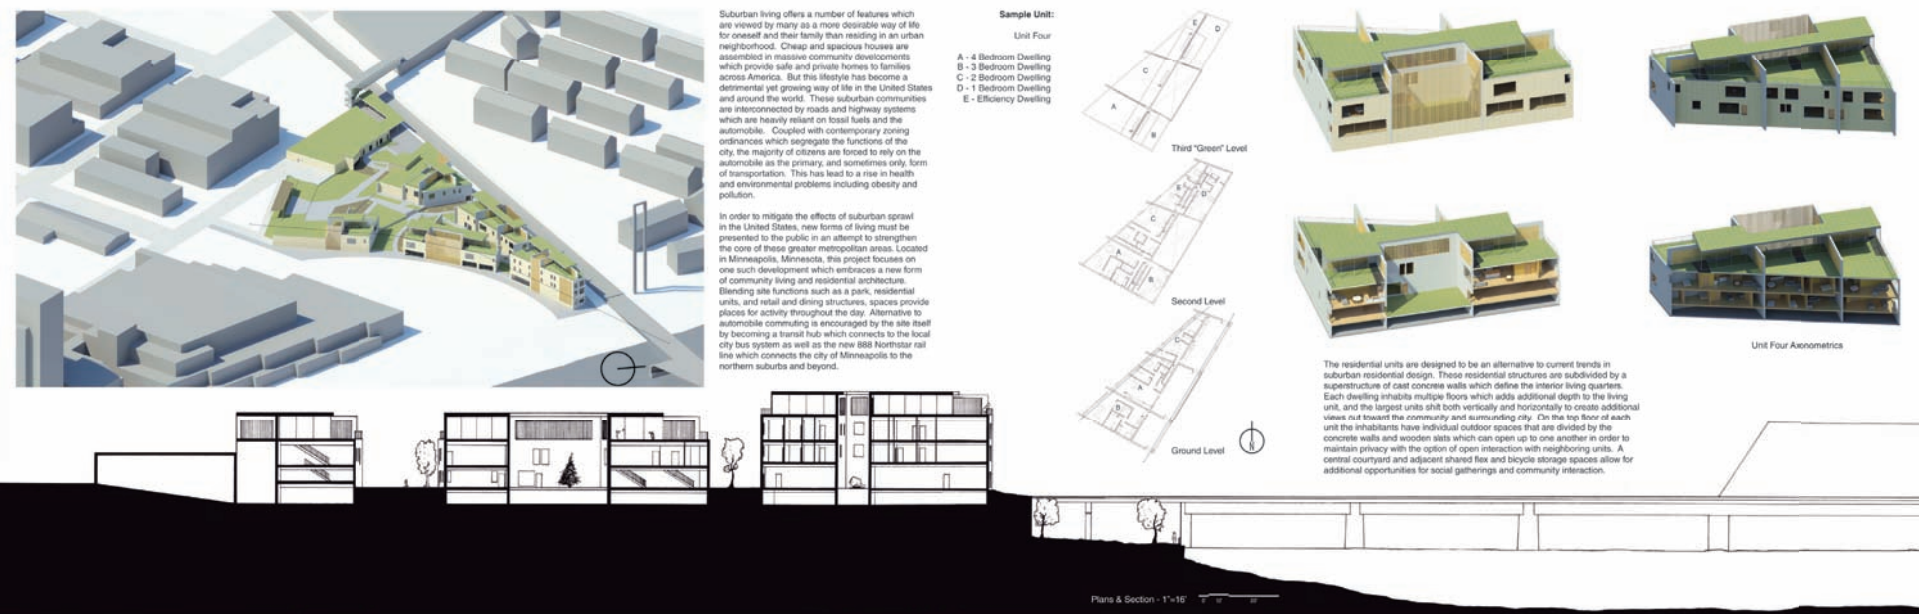 Suburban living offers a number of features which
are viewed by many as a more desirable way of life
for oneself and their family than residing in an urban
neighborhood. Cheap and spacious houses are
assembled in massive community develcoments
which provide safe and private homes to families
across America. But this lifestyle has become a
detrimental yet growing way of life in the United States
and around the world. These suburban communities
are interconnected by roads and highway systems
which are heavily reliant on fossil fuels and the
automobile. Coupled with contemporary zoning
ordinances which segregate the functions of the
city, the majority of citizens are forced to rely on the
automobile as the primary, and sometimes only, form
of transportation. This has lead to a rise in health
and environmental problems including obesity and
pollution.
In order to mitigate the effects of suburban sprawl
in the United States, new forms of living must be
presented to the public in an attempt to strengthen
the core of these greater metropolitan areas. Located
in Minneapolis, Minnesota, this project focuses on
one such development which embraces a new form
of community living and residential architecture.
Blending site functions such as a park, residential
units, and retail and dining structures, spaces provide
places for activity throughout the day. Alternative to
automobile commuting is encouraged by the site itself
by becoming a transit hub which connects to the local
city bus system as well as the new 888 Northstar rail
line which connects the city of Minneapolis to the
northern suburbs and beyond.
Sample Unit:
Unit Four
A - 4 Bedroom Dwelling
B - 3 Bedroom Dwelling
C - 2 Bedroom Dwelling
D - 1 Bedroom Dwelling
E - Efficiency Dwelling
E
D
C
A
B
Third "Green" Level
E
D
C
A
B
Second Level
C
A
B
Ground Level
N
Unit Four Axonometrics
The residential units are designed to be an alternative to current trends in
suburban residential design. These residential structures are subdivided by a
superstructure of cast concrete walls which define the interior living quarters.
Each dwelling inhabits multiple floors which adds additional depth to the living
unit, and the largest units shift both vertically and horizontally to create additional
views out toward the community and surrounding city. On the top floor of each
unit the inhabitants have individual outdoor spaces that are divided by the
concrete walls and wooden slats which can open up to one another in order to
maintain privacy with the option of open interaction with neighboring units. A
central courtyard and adjacent shared flex and bicycle storage spaces allow for
additional opportunities for social gatherings and community interaction.
Plans & Section - 1"=16'